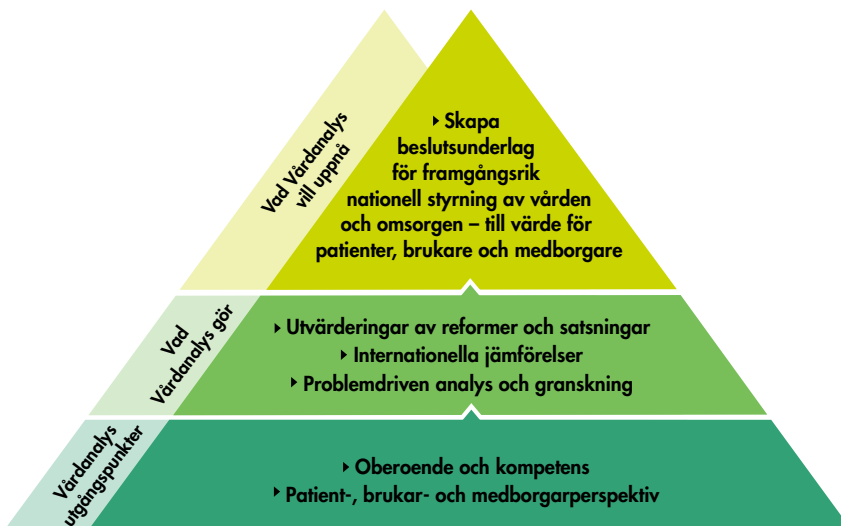 Vad Vårdanalys
vill uppnå
‣ Skapa
beslutsunderlag
för framgångsrik
nationell styrning av vården
och omsorgen – till värde för
patienter, brukare och medborgare
Vad
Vårdanalys gör
‣ Utvärderingar av reformer och satsningar
‣ Internationella jämförelser
‣ Problemdriven analys och granskning
Vårdanalys
utgångspunkter
‣ Oberoende och kompetens
‣ Patient-, brukar- och medborgarperspektiv